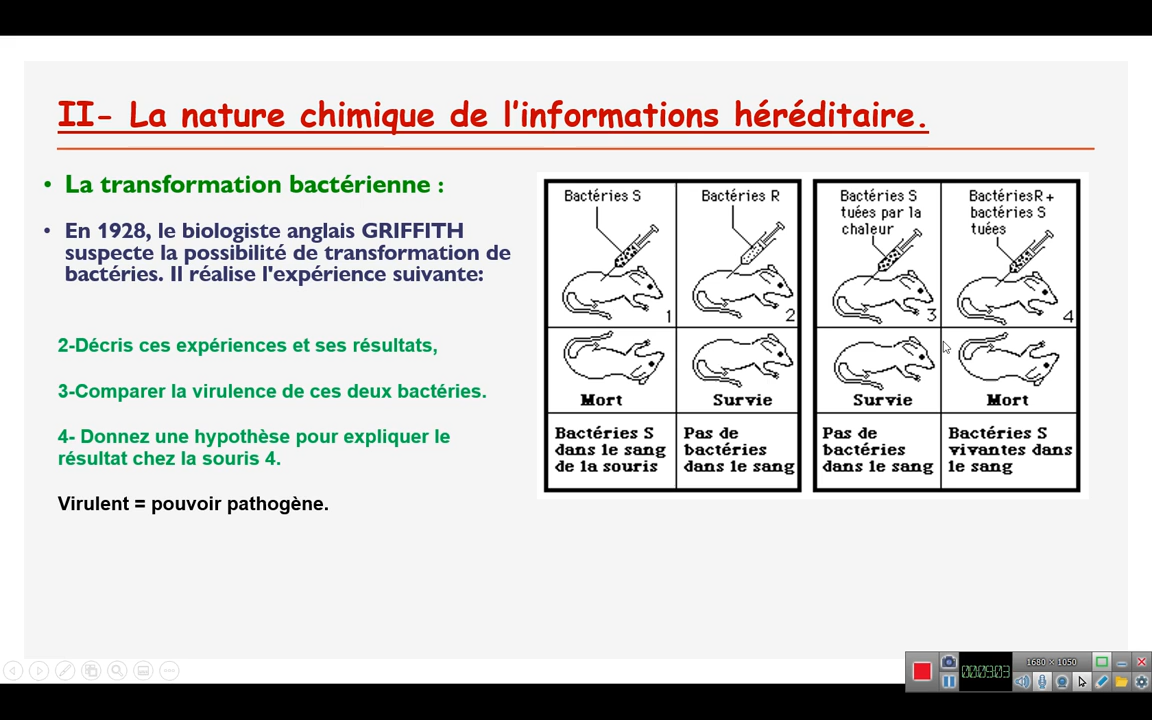 II- La nature chimique de l'informations héréditaire.
• La transformation bactérienne :
• En 1928, le biologiste anglais GRIFFITH
suspecte la possibilité de transformation de
bactéries. Il réalise l'expérience suivante:
2-Décris ces expériences et ses résultats,
3-Comparer la virulence de ces deux bactéries.
4- Donnez une hypothèse pour expliquer le
résultat chez la souris 4.
Virulent = pouvoir pathogène.
Bactéries S
1
Mort
Bactéries S
dans le sang
de la souris
Bactéries R
2
Survie
Pas de
bactéries
dans le sang
Bactéries S
tuées par la
chaleur
3
Survie
Pas de
bactéries
dans le sang
BactériesR +
bactéries S
tuées
4
Mort
Bactéries S
vivantes dans
le sang
1680 × 1050
00:09:03